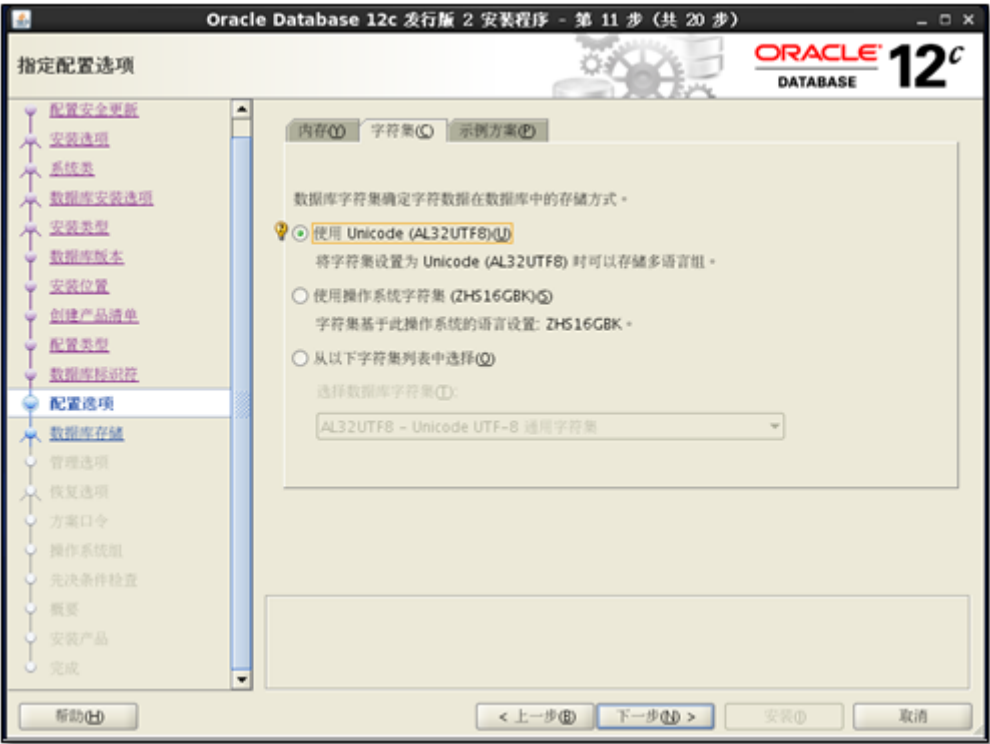 Oracle Database 12c 发行版 2 安装程序 - 第 11 步 (共 20 步)
指定配置选项
ORACLE
DATABASE
12c
配置安全更新
安装选项
系统类
数据库安装选项
安装类型
数据库版本
安装位置
创建产品清单
配置类型
数据库标识符
配置选项
数据库存储
管理选项
恢复选项
方案口令
操作系统组
先决条件检查
概要
安装产品
完成
内存(Y) 字符集(C) 示例方案(P)
数据库字符集确定字符数据在数据库中的存储方式。
使用 Unicode (AL32UTF8)(U)
将字符集设置为 Unicode (AL32UTF8) 时可以存储多语言组。
使用操作系统字符集 (ZHS16GBK)(S)
字符集基于此操作系统的语言设置: ZHS16GBK。
从以下字符集列表中选择(O)
选择数据库字符集(T):
AL32UTF8 - Unicode UTF-8 通用字符集
帮助(H) < 上一步(B) 下一步(N) > 安装(I) 取消